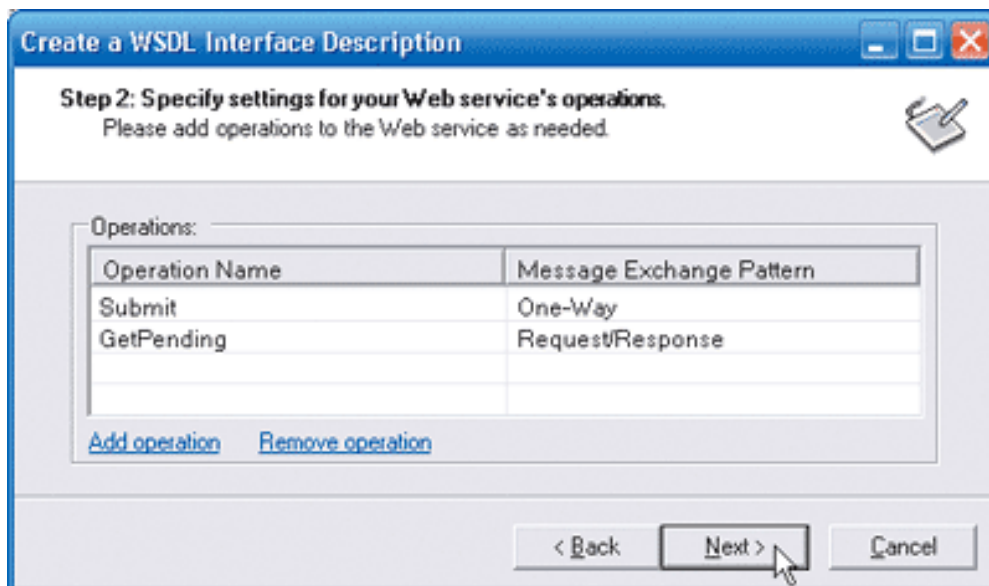 Create a WSDL Interface Description
Step 2: Specify settings for your Web service's operations.
Please add operations to the Web service as needed.
Operations:
Operation Name Message Exchange Pattern
Submit One-Way
GetPending Request/Response
Add operation Remove operation
< Back Next > Cancel